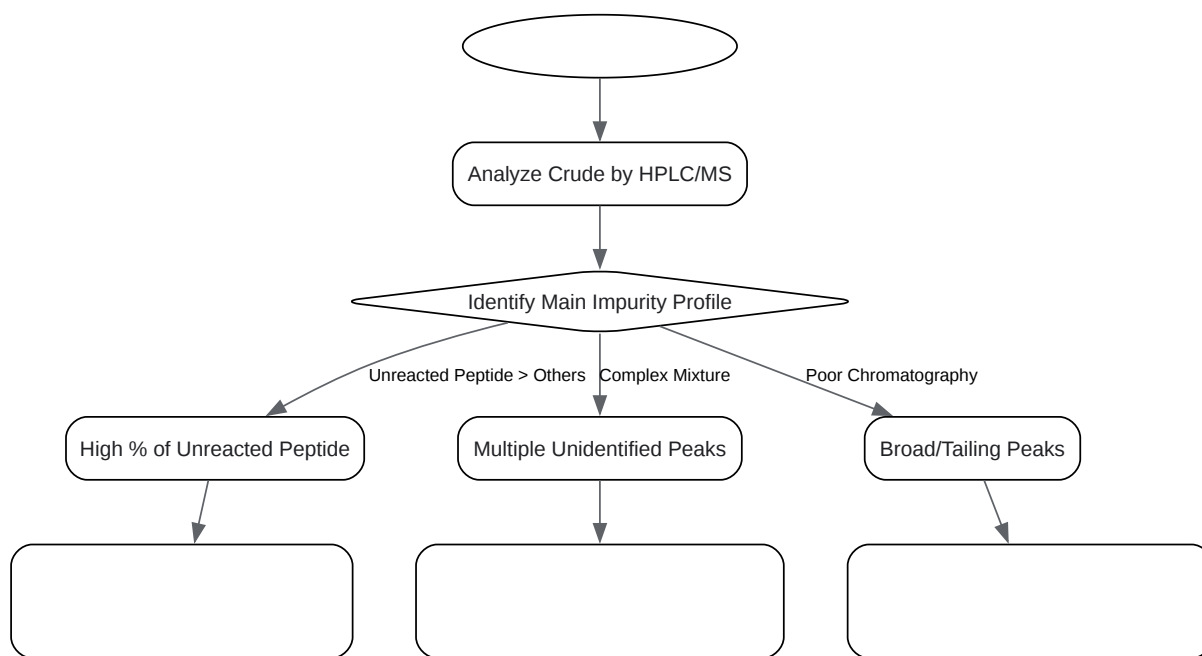 Analyze Crude by HPLC/MS
Identify Main Impurity Profile
Unreacted Peptide > Others
Complex Mixture
Poor Chromatography
High % of Unreacted Peptide
Multiple Unidentified Peaks
Broad/Tailing Peaks